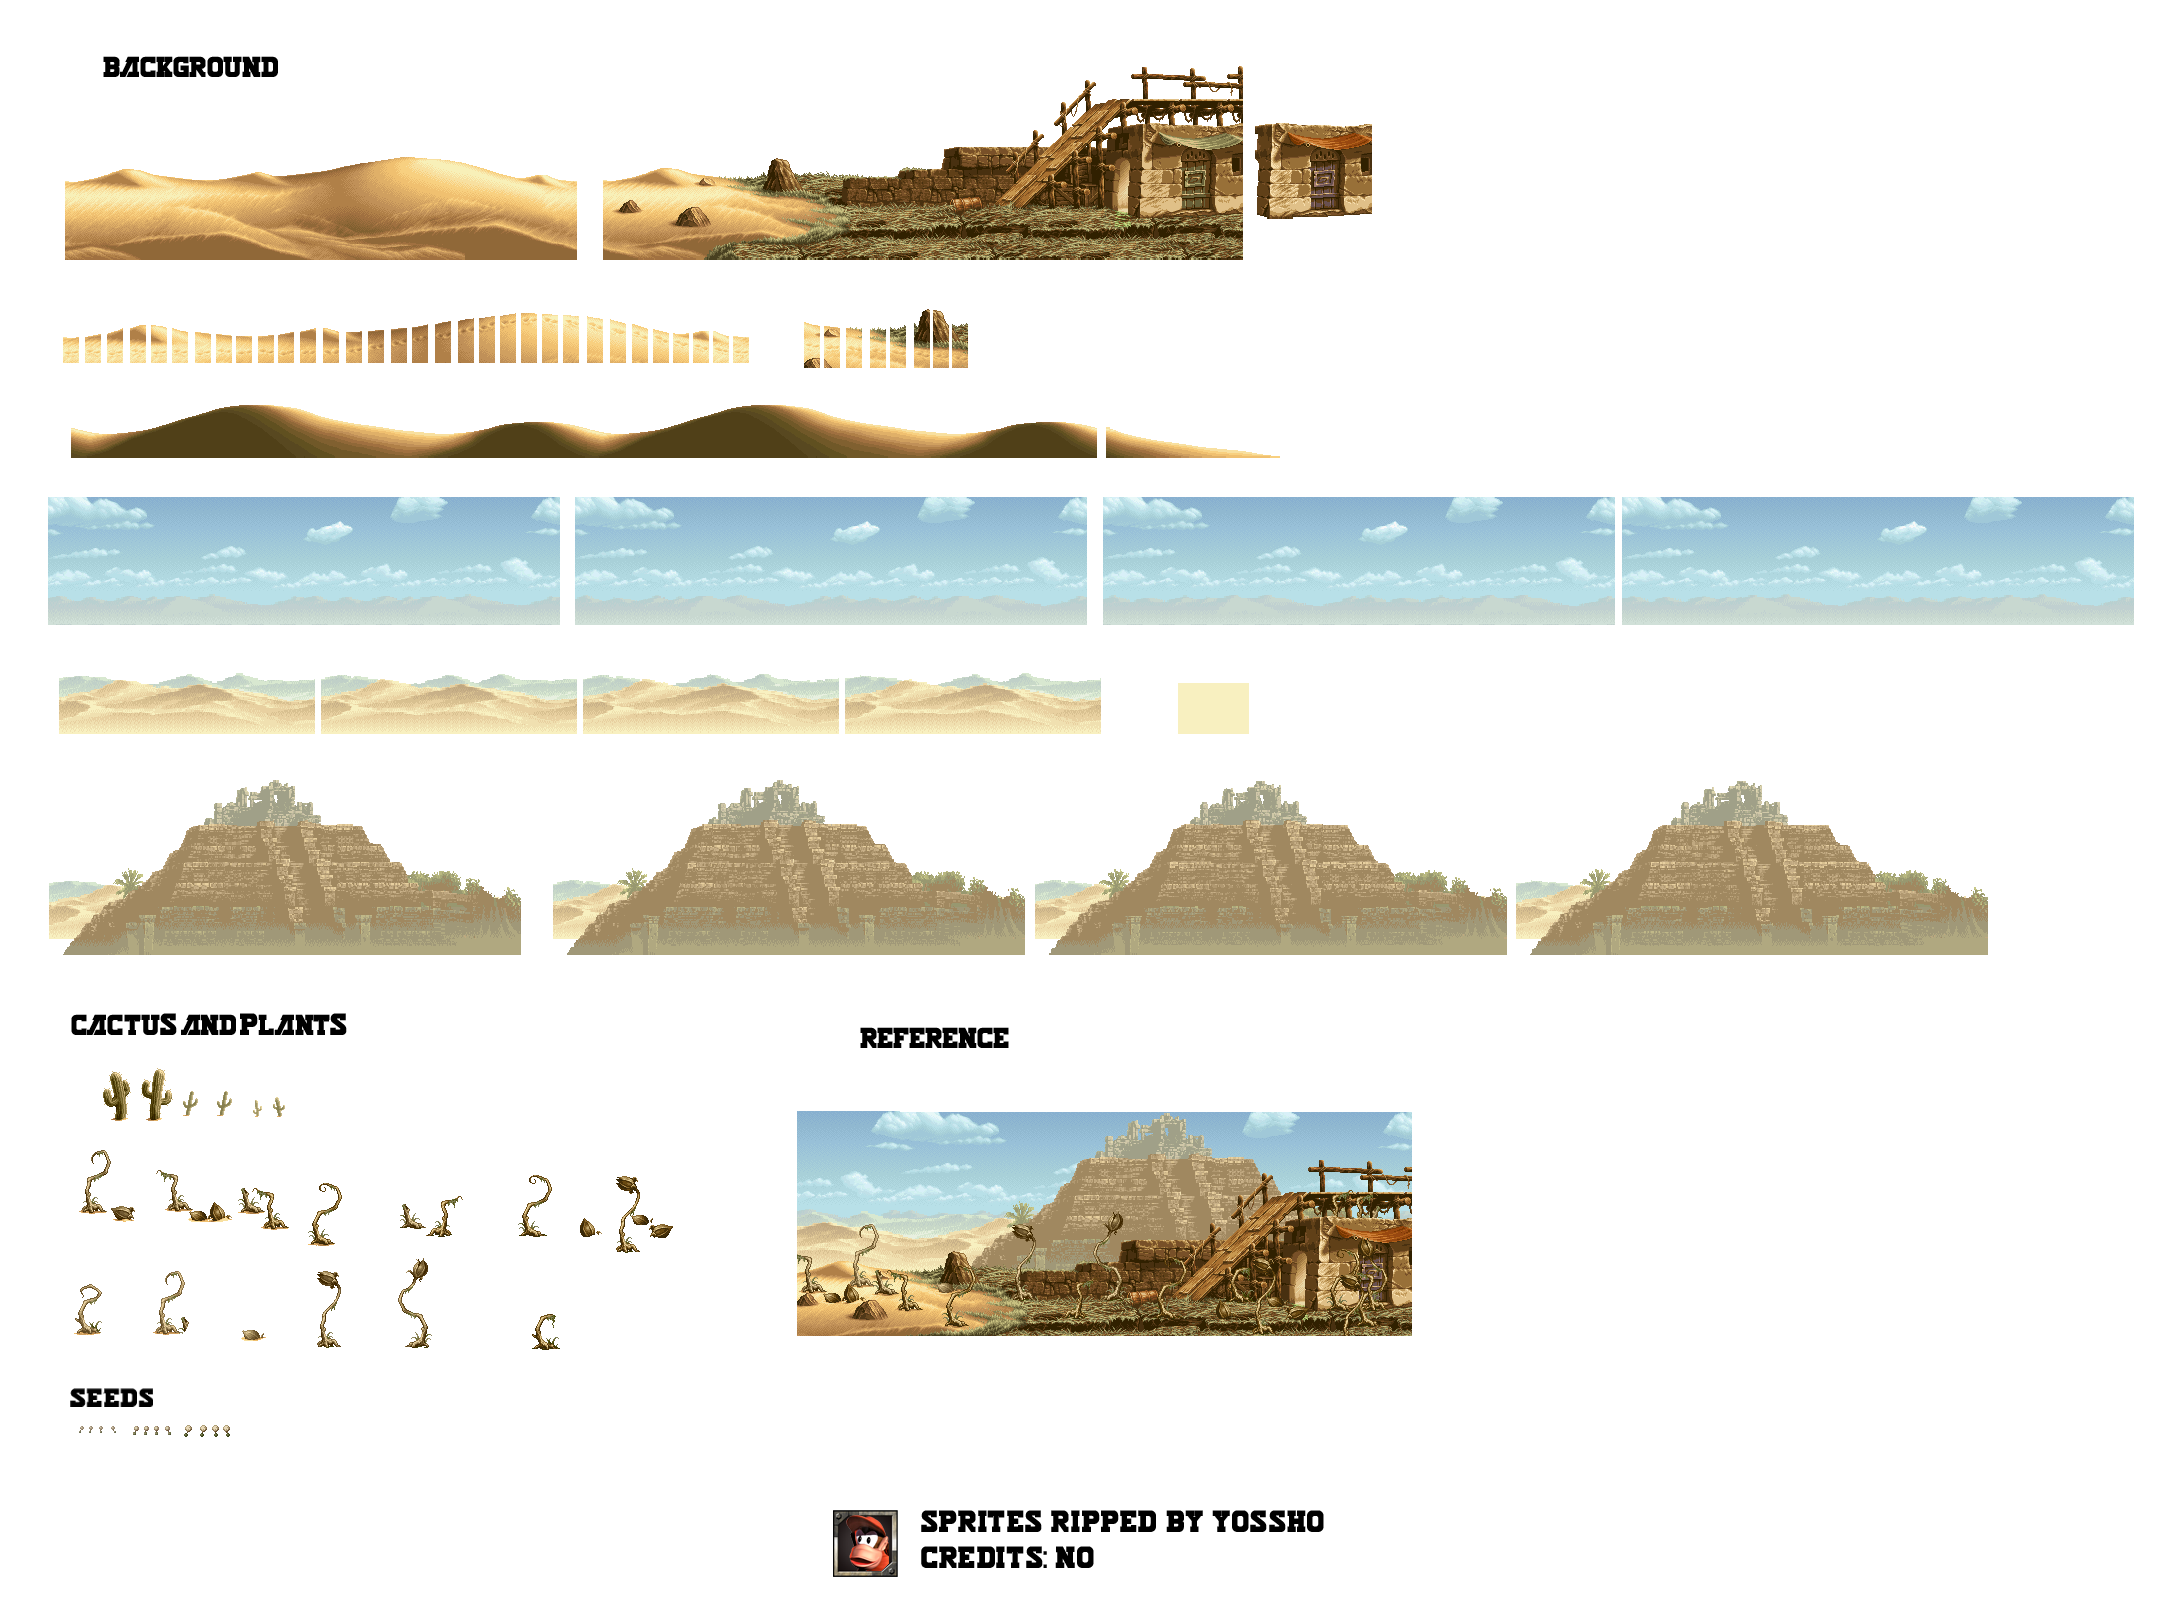 BACKGROUND
CACTUS AND PLANTS
REFERENCE
SEEDS
SPRITES RIPPED BY YOSSHO
CREDITS: NO